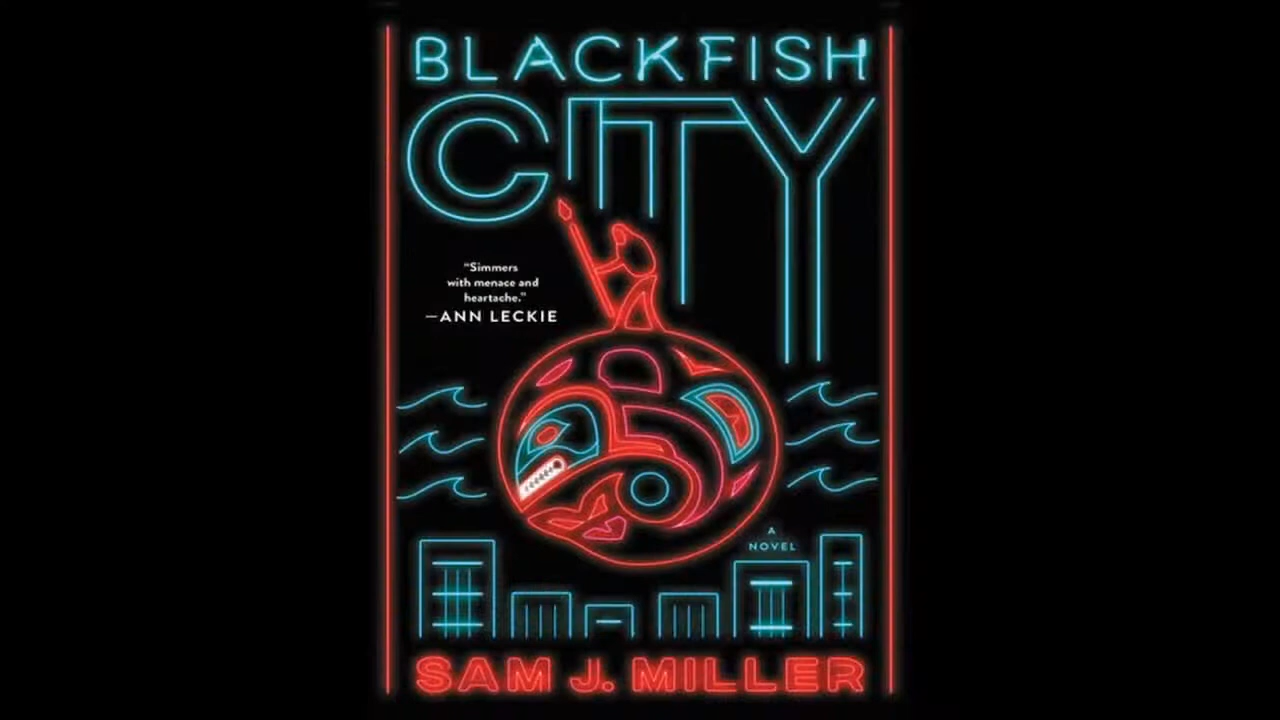 BLACKFISH
CITY
“Simmers
with menace and
heartache.”
—ANN LECKIE
A
NOVEL
SAM J. MILLER